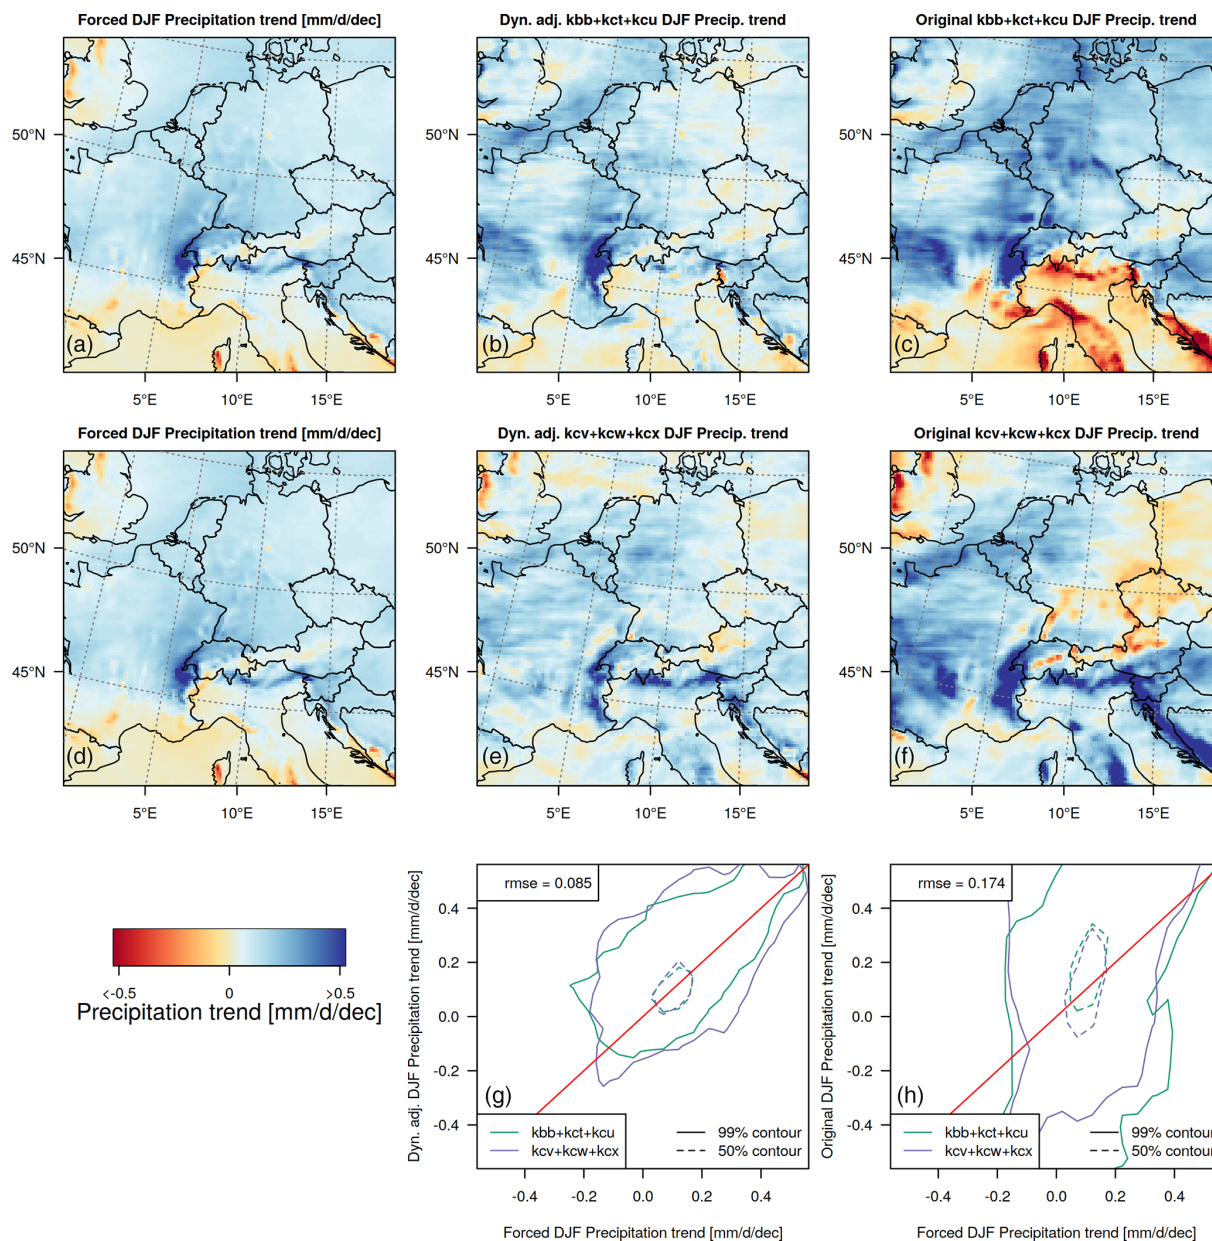 Forced DJF Precipitation trend [mm/d/dec]
Dyn. adj. kbb+kct+kcu DJF Precip. trend
Original kbb+kct+kcu DJF Precip. trend
50°N
45°N
(a)
(b)
(c)
5°E 10°E 15°E
5°E 10°E 15°E
5°E 10°E 15°E
Forced DJF Precipitation trend [mm/d/dec]
Dyn. adj. kcv+kcw+kcx DJF Precip. trend
Original kcv+kcw+kcx DJF Precip. trend
50°N
45°N
(d)
(e)
(f)
5°E 10°E 15°E
5°E 10°E 15°E
5°E 10°E 15°E
<-0.5 0 >0.5
Precipitation trend [mm/d/dec]
Dyn. adj. DJF Precipitation trend [mm/d/dec]
0.4
0.2
0.0
-0.2
-0.4
rmse = 0.085
(g)
kbb+kct+kcu 99% contour
kcv+kcw+kcx 50% contour
-0.4 -0.2 0.0 0.2 0.4
Forced DJF Precipitation trend [mm/d/dec]
Original DJF Precipitation trend [mm/d/dec]
0.4
0.2
0.0
-0.2
-0.4
rmse = 0.174
(h)
kbb+kct+kcu 99% contour
kcv+kcw+kcx 50% contour
-0.4 -0.2 0.0 0.2 0.4
Forced DJF Precipitation trend [mm/d/dec]